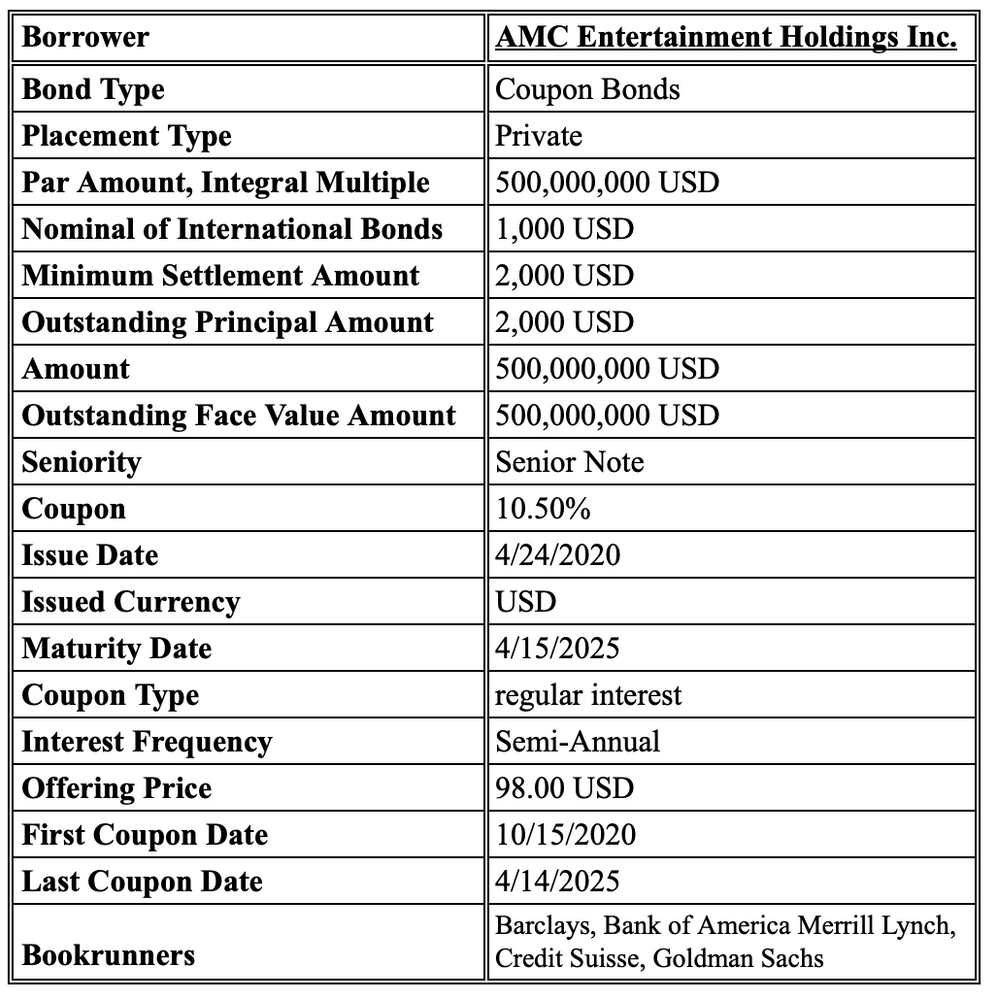 Borrower AMC Entertainment Holdings Inc.
Bond Type Coupon Bonds
Placement Type Private
Par Amount, Integral Multiple 500,000,000 USD
Nominal of International Bonds 1,000 USD
Minimum Settlement Amount 2,000 USD
Outstanding Principal Amount 2,000 USD
Amount 500,000,000 USD
Outstanding Face Value Amount 500,000,000 USD
Seniority Senior Note
Coupon 10.50%
Issue Date 4/24/2020
Issued Currency USD
Maturity Date 4/15/2025
Coupon Type regular interest
Interest Frequency Semi-Annual
Offering Price 98.00 USD
First Coupon Date 10/15/2020
Last Coupon Date 4/14/2025
Bookrunners Barclays, Bank of America Merrill Lynch,
Credit Suisse, Goldman Sachs